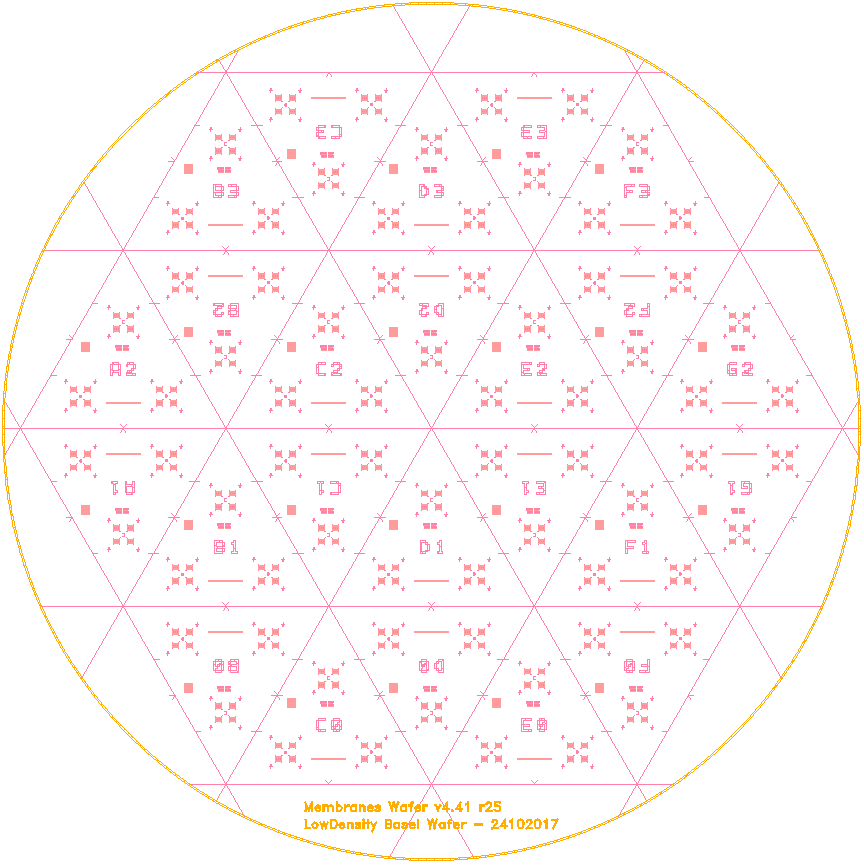 C3 E3
B3 D3 F3
B2 D2 F2
A2 C2 E2 G2
A1 C1 E1 G1
B1 D1 F1
B0 D0 F0
C0 E0
Membranes Wafer v4.41 r25
LowDensity Basel Wafer - 24102017